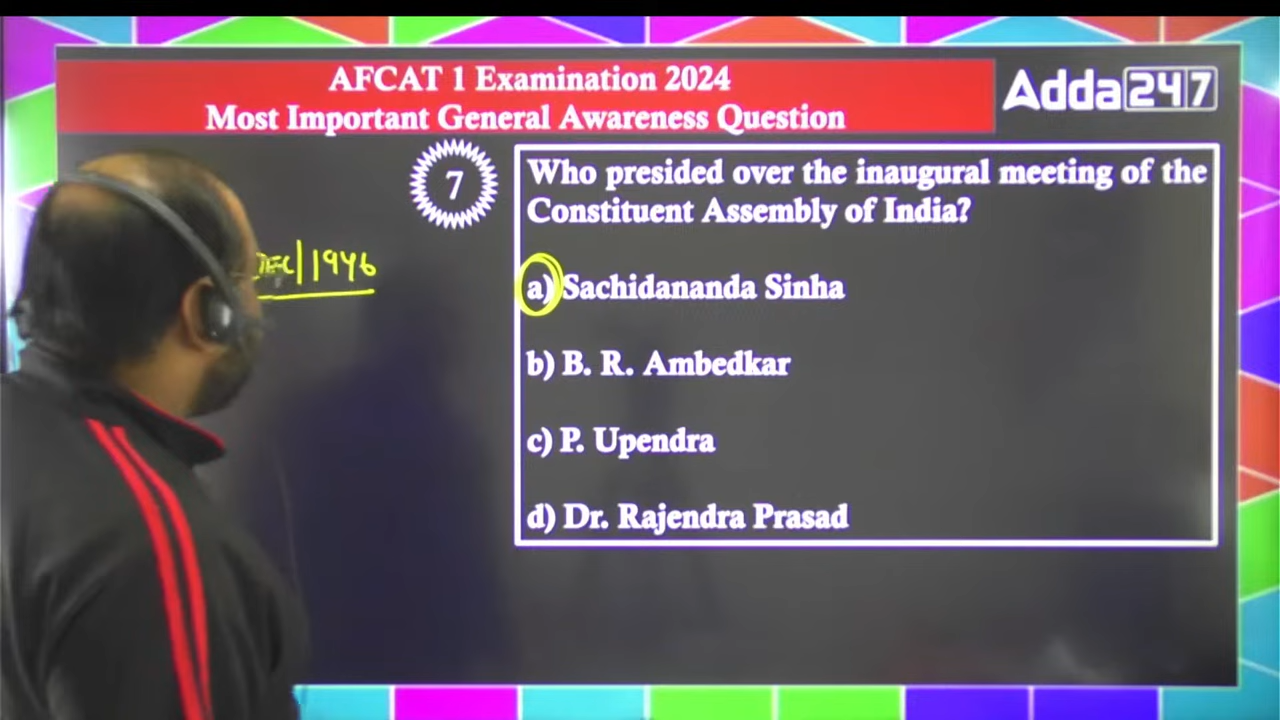 AFCAT 1 Examination 2024
Most Important General Awareness Question
Adda247
7
Who presided over the inaugural meeting of the
Constituent Assembly of India?
1946
a) Sachidananda Sinha
b) B. R. Ambedkar
c) P. Upendra
d) Dr. Rajendra Prasad